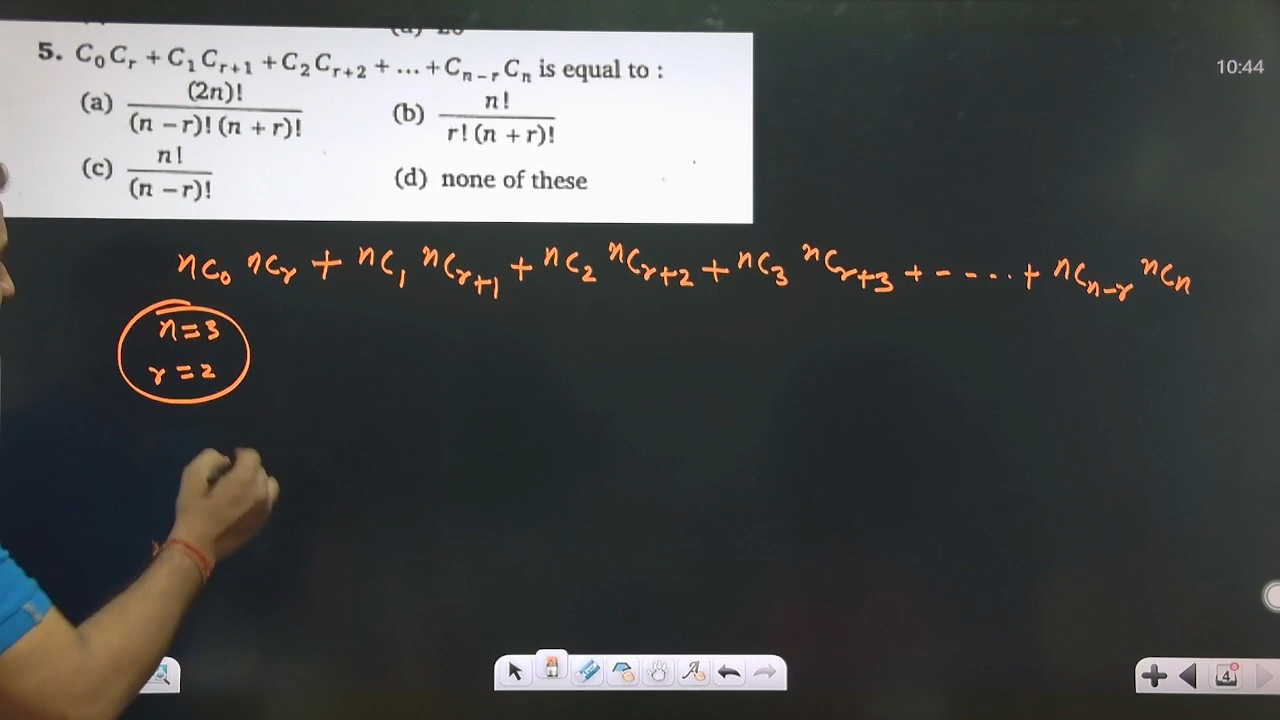 10:44
5. C₀Cᵣ + C₁Cᵣ₊₁ + C₂Cᵣ₊₂ + ... + Cₙ₋ᵣCₙ is equal to :
(a) (2n)! / (n − r)! (n + r)!
(b) n! / r! (n + r)!
(c) n! / (n − r)!
(d) none of these
nC₀ nCᵣ + nC₁ nCᵣ₊₁ + nC₂ nCᵣ₊₂ + nC₃ nCᵣ₊₃ + - - ... + nCₙ₋ᵣ nCₙ
n=3
r=2
4